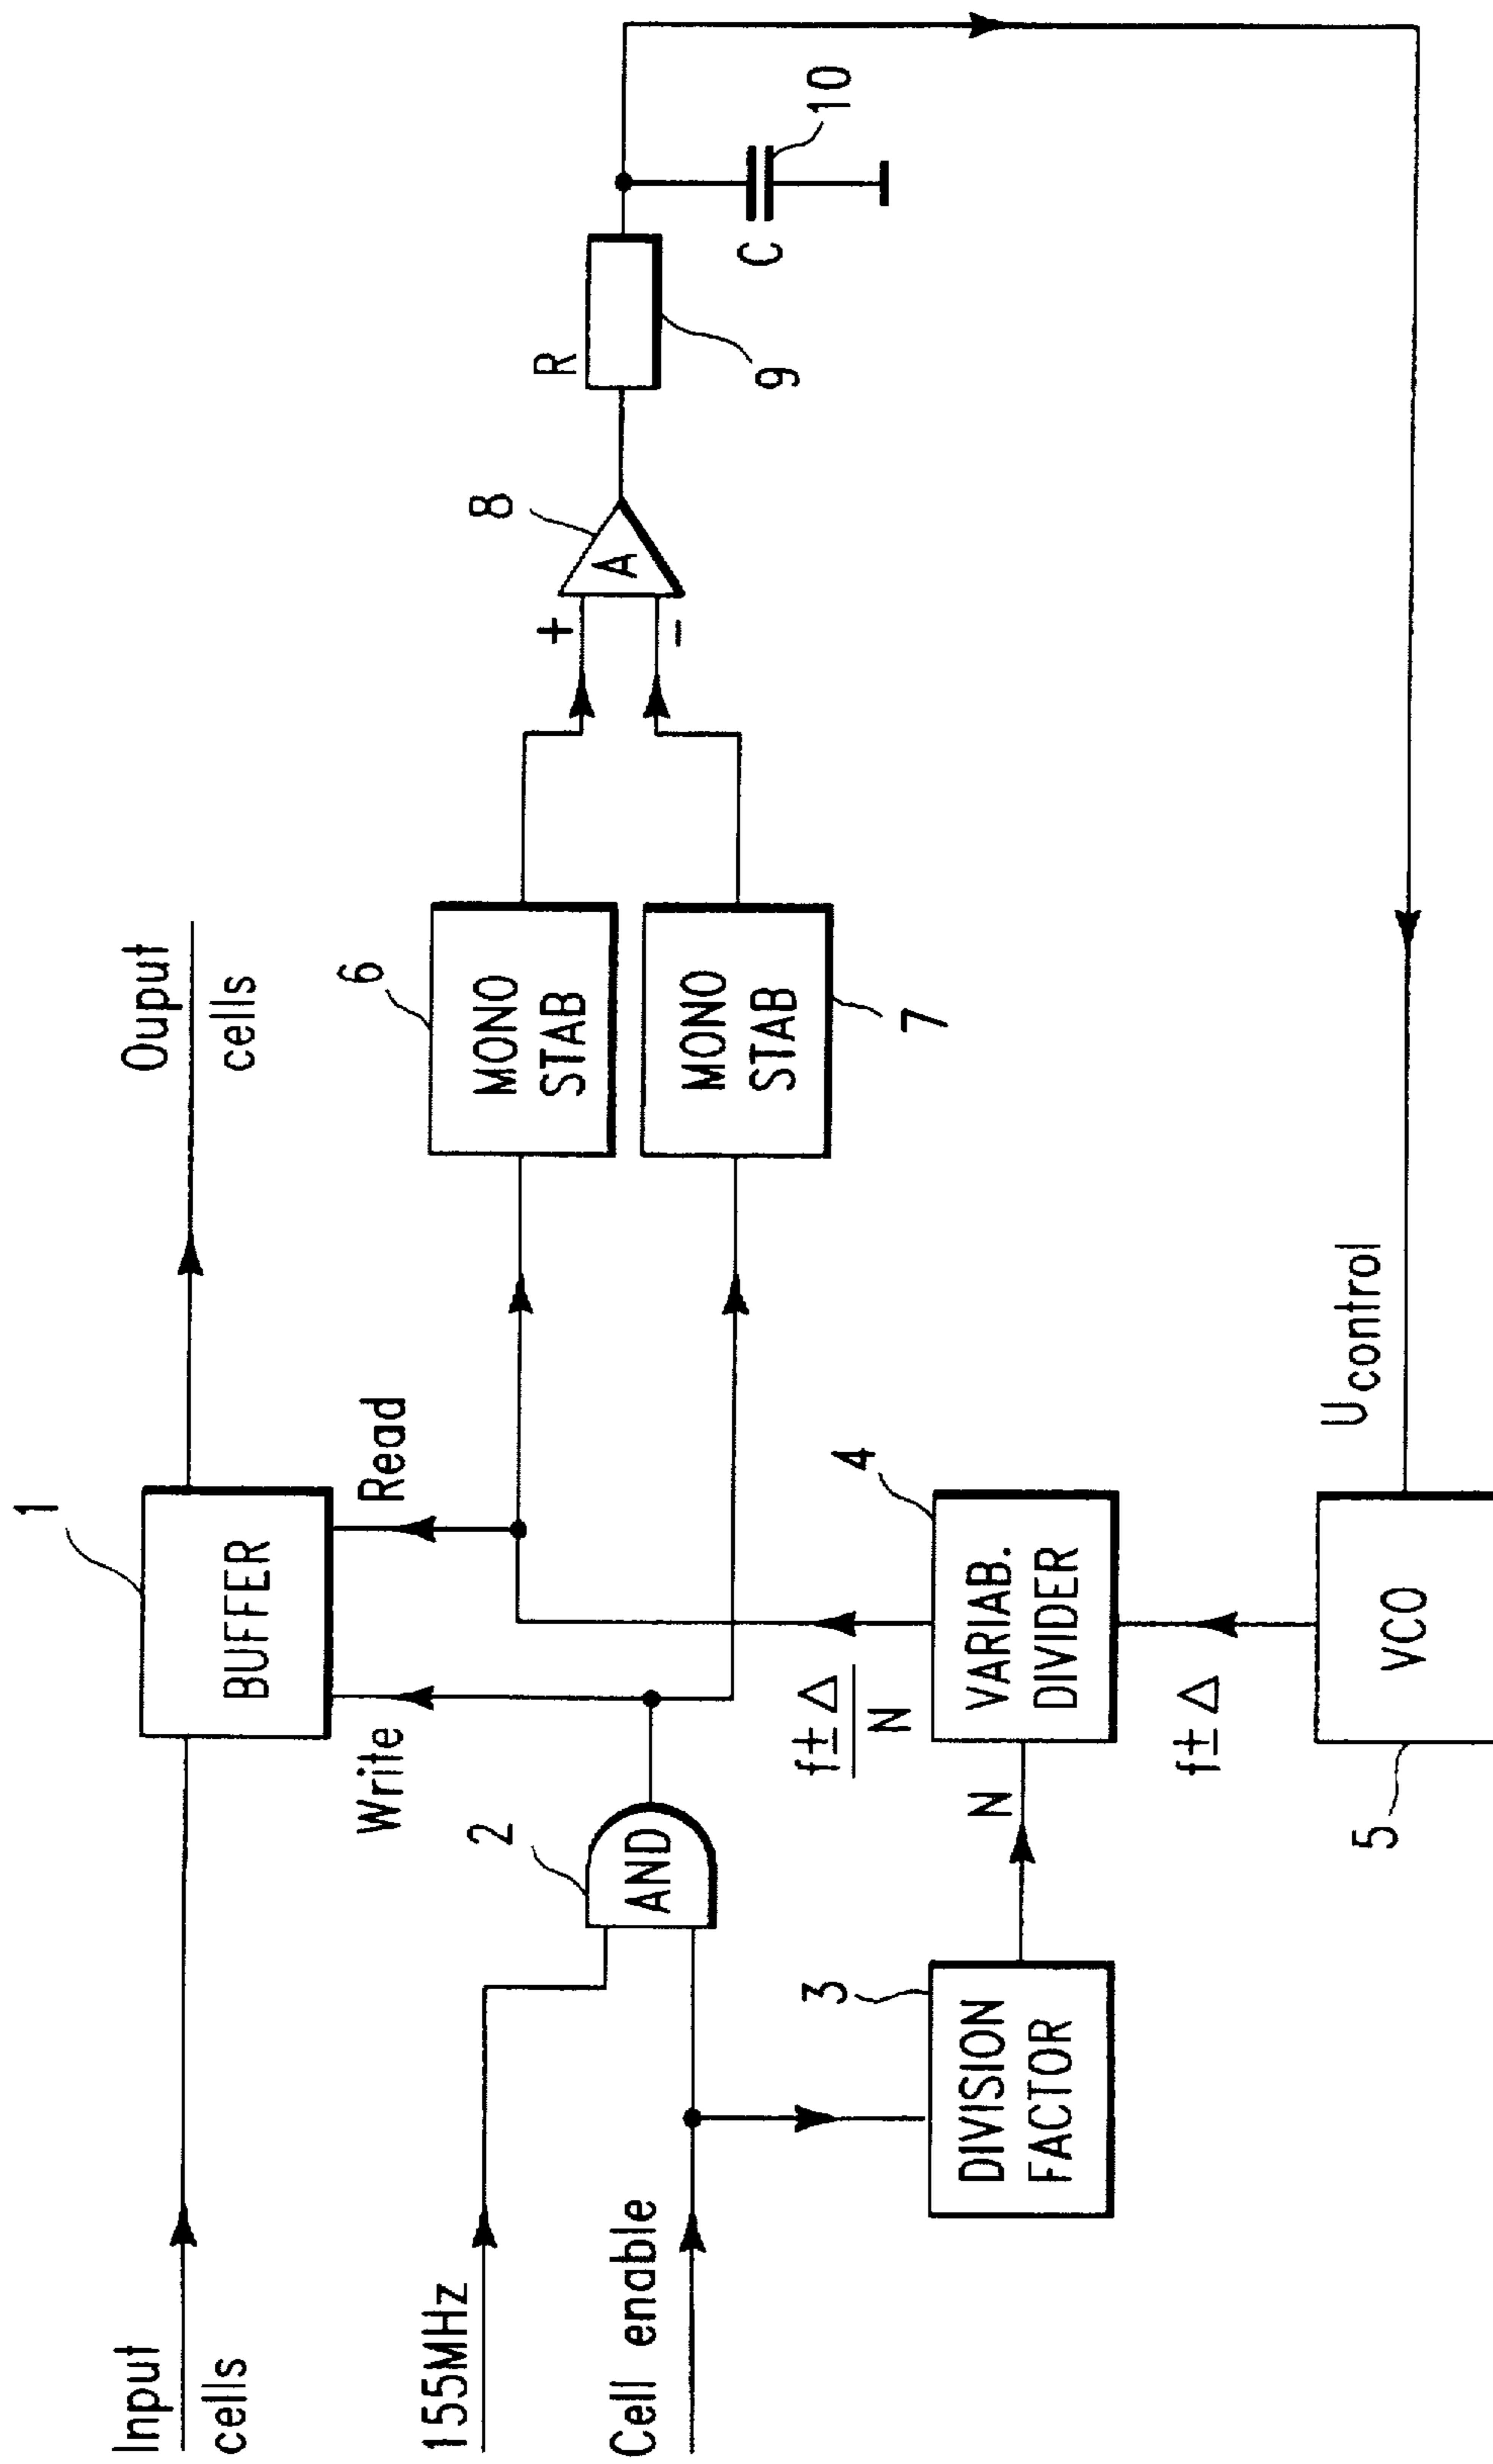 1
BUFFER
Input
cells
Ouput
cells
Write
Read
155MHz
Cell enable
2
AND
6
MONO
STAB
MONO
STAB
7
8
A
+
-
R
9
C
10
3
DIVISION
FACTOR
N
f±△
N
4
VARIAB.
DIVIDER
f±△
5
VCO
Ucontrol